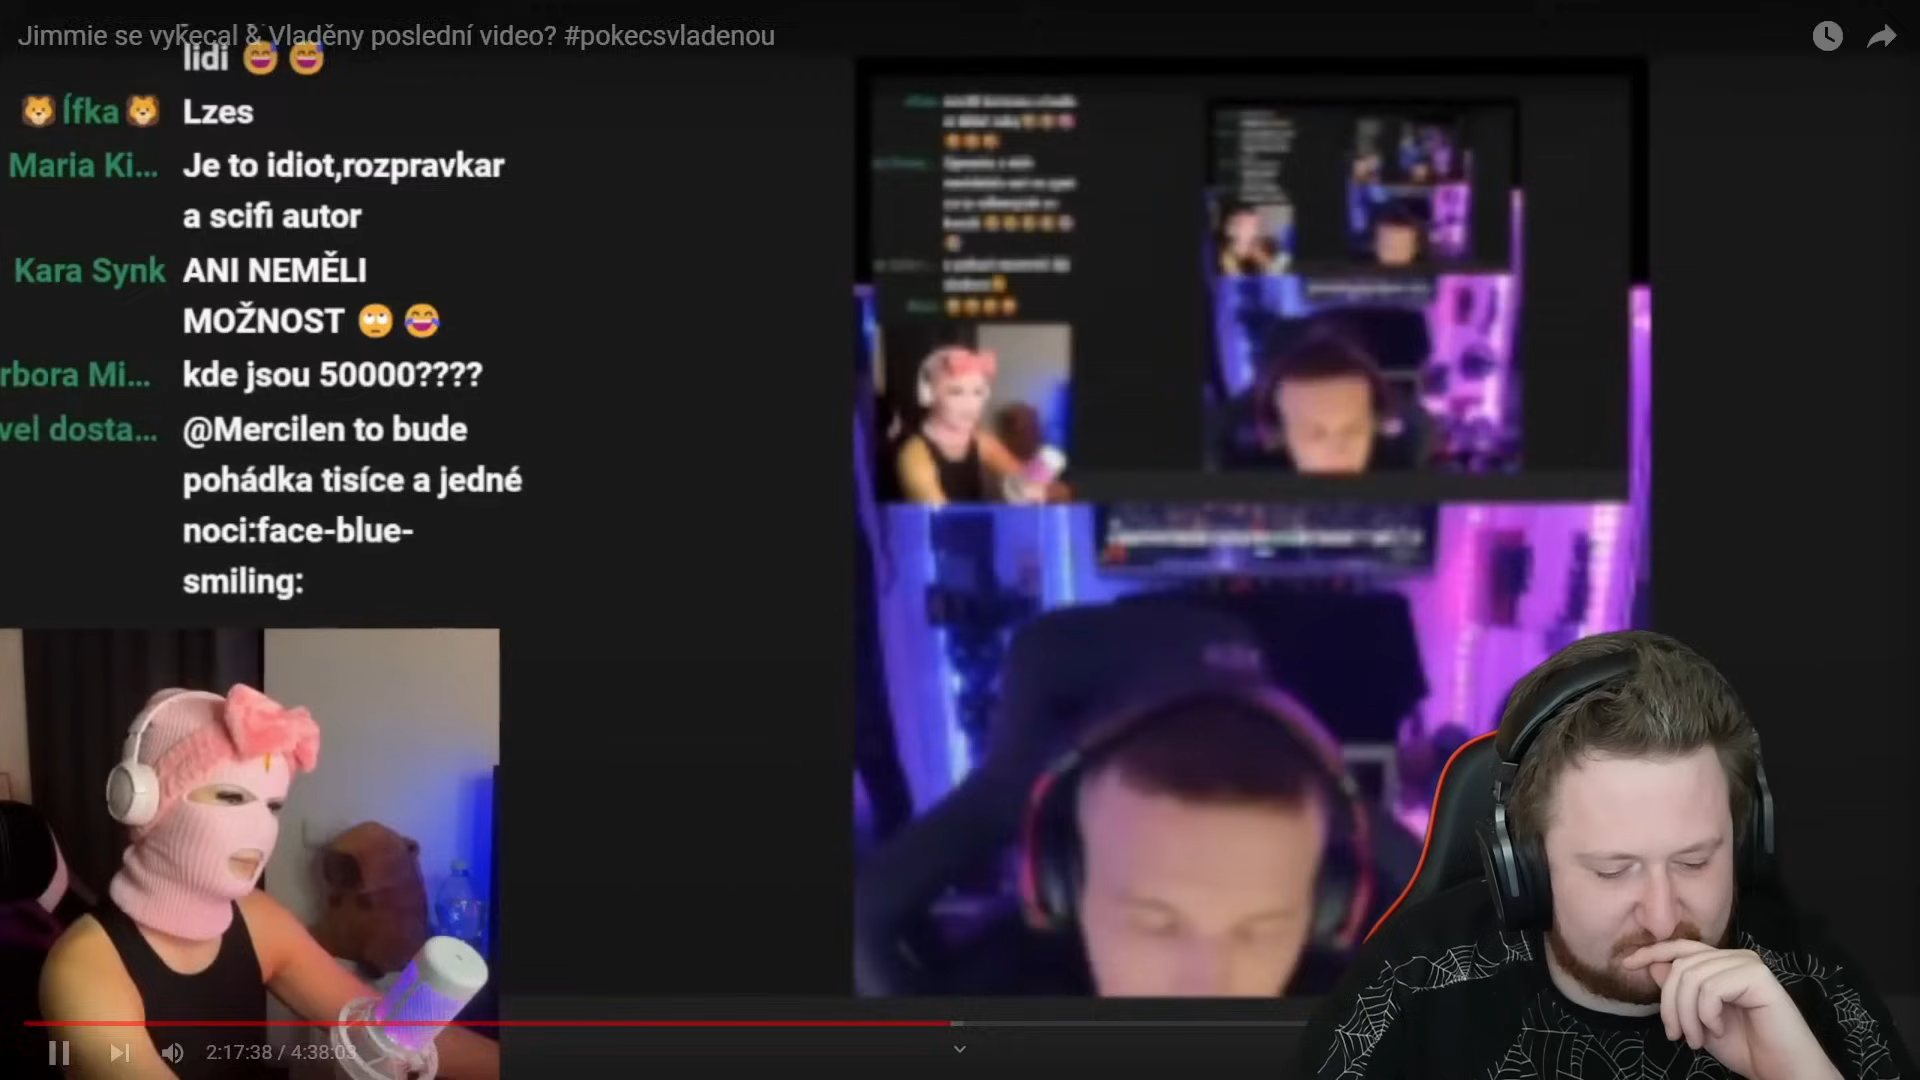 Jimmie se vykecal & Vladěny poslední video? #pokecsvladenou
lidi 😅 😅
🦁Ífka🦁 Lzes
Maria Ki... Je to idiot,rozpravkar
a scifi autor
Kara Synk ANI NEMĚLI
MOŽNOST 🙄 😂
rbora Mi... kde jsou 50000????
vel dosta... @Mercilen to bude
pohádka tisíce a jedné
noci:face-blue-
smiling:
2:17:38 / 4:38:03